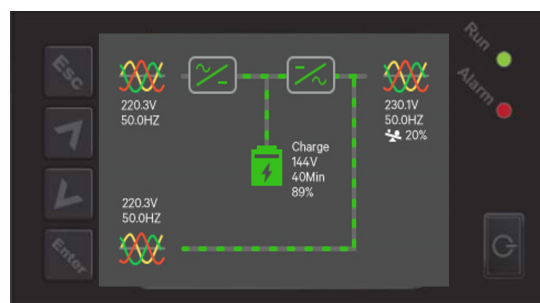 Esc
Enter
220.3V
50.0HZ
Charge
144V
40Min
89%
230.1V
50.0HZ
20%
220.3V
50.0HZ
Run
Alarm